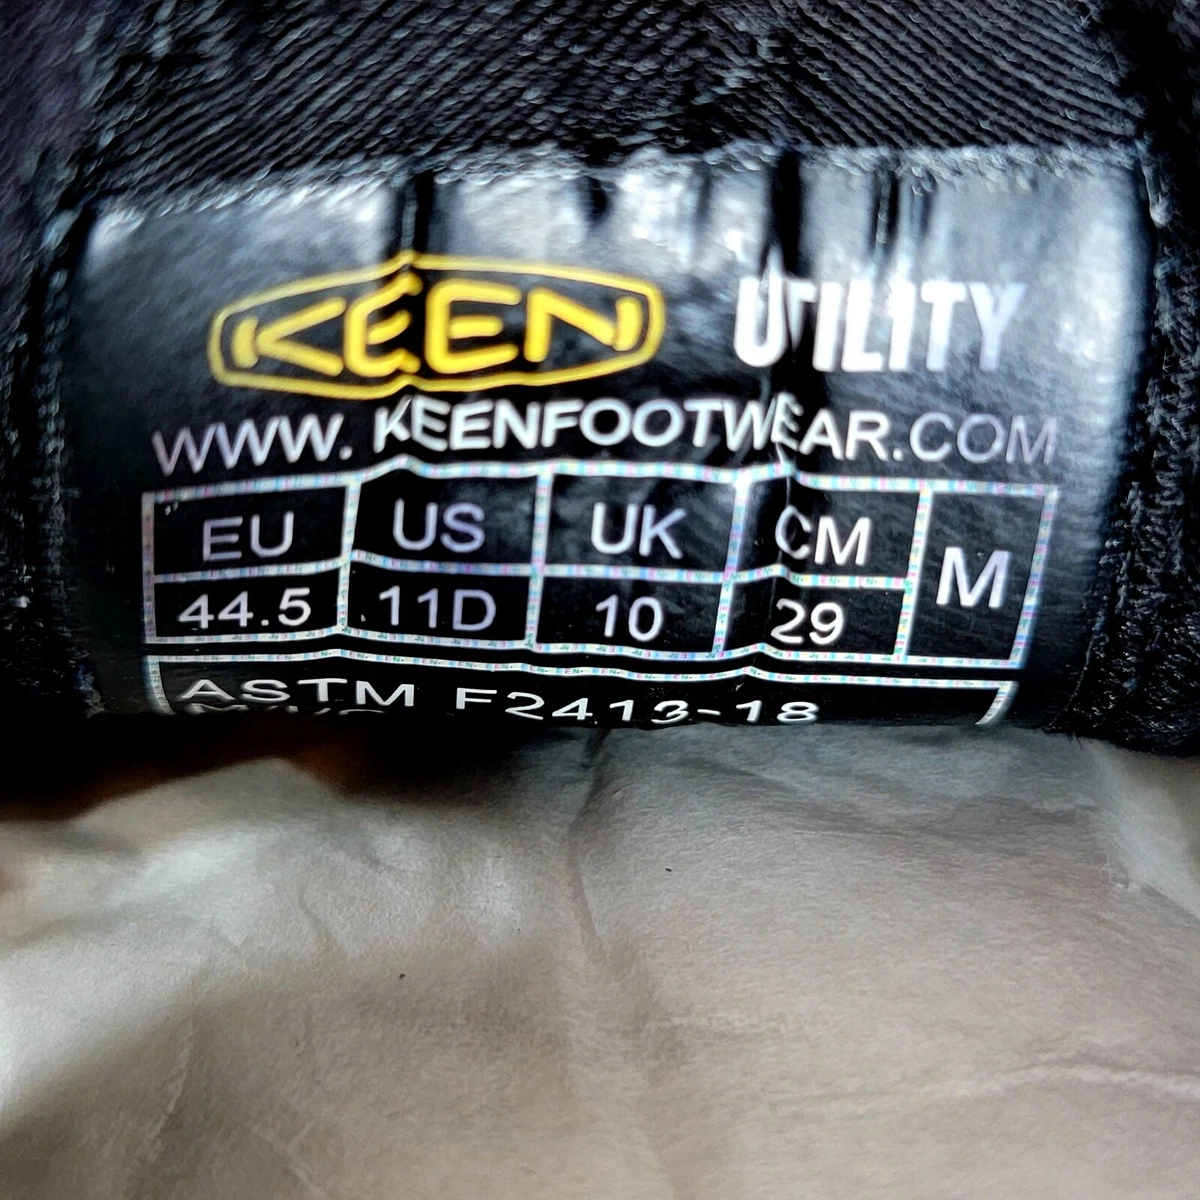 KEEN UTILITY
WWW.KEENFOOTWEAR.COM
EU US UK CM M
44.5 11D 10 29
ASTM F2413-18